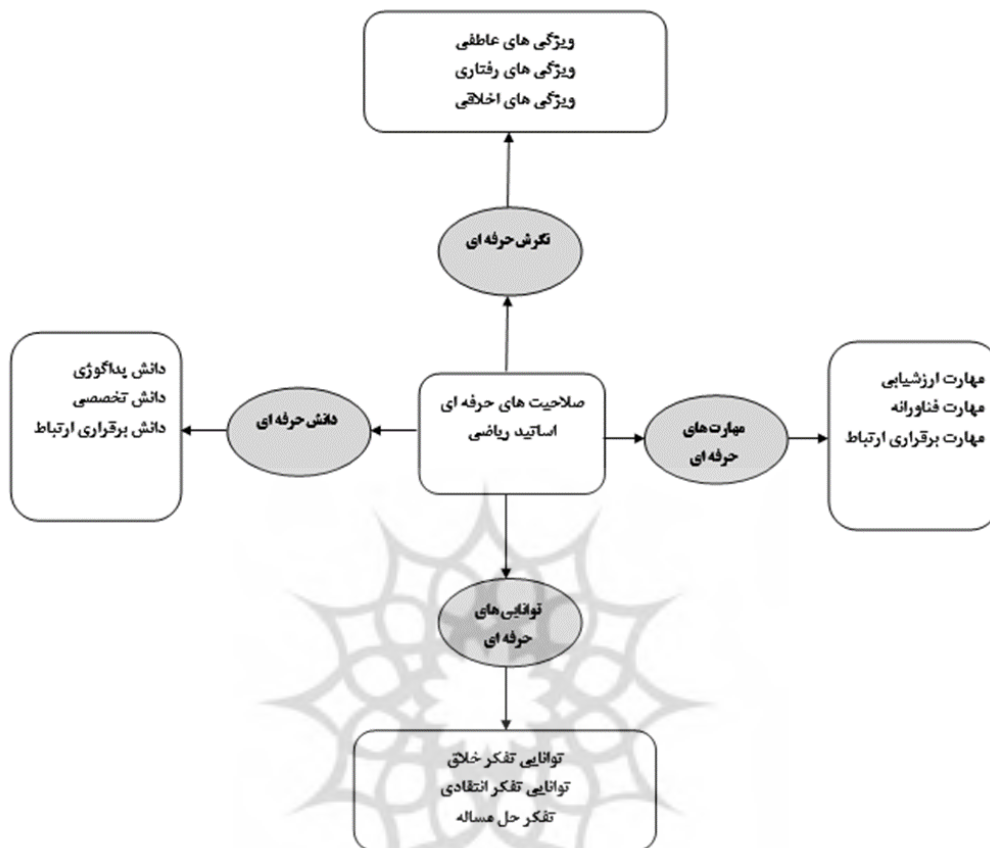 ویژگی های عاطفی
ویژگی های رفتاری
ویژگی های اخلاقی
نگرش حرفه ای
مهارت ارزشیابی
مهارت فناورانه
مهارت برقراری ارتباط
مهارت های
حرفه ای
صلاحیت های حرفه ای
اساتید ریاضی
دانش حرفه ای
دانش پداگوژی
دانش تخصصی
دانش برقراری ارتباط
توانایی های
حرفه ای
توانایی تفکر خلاق
توانایی تفکر انتقادی
تفکر حل مساله